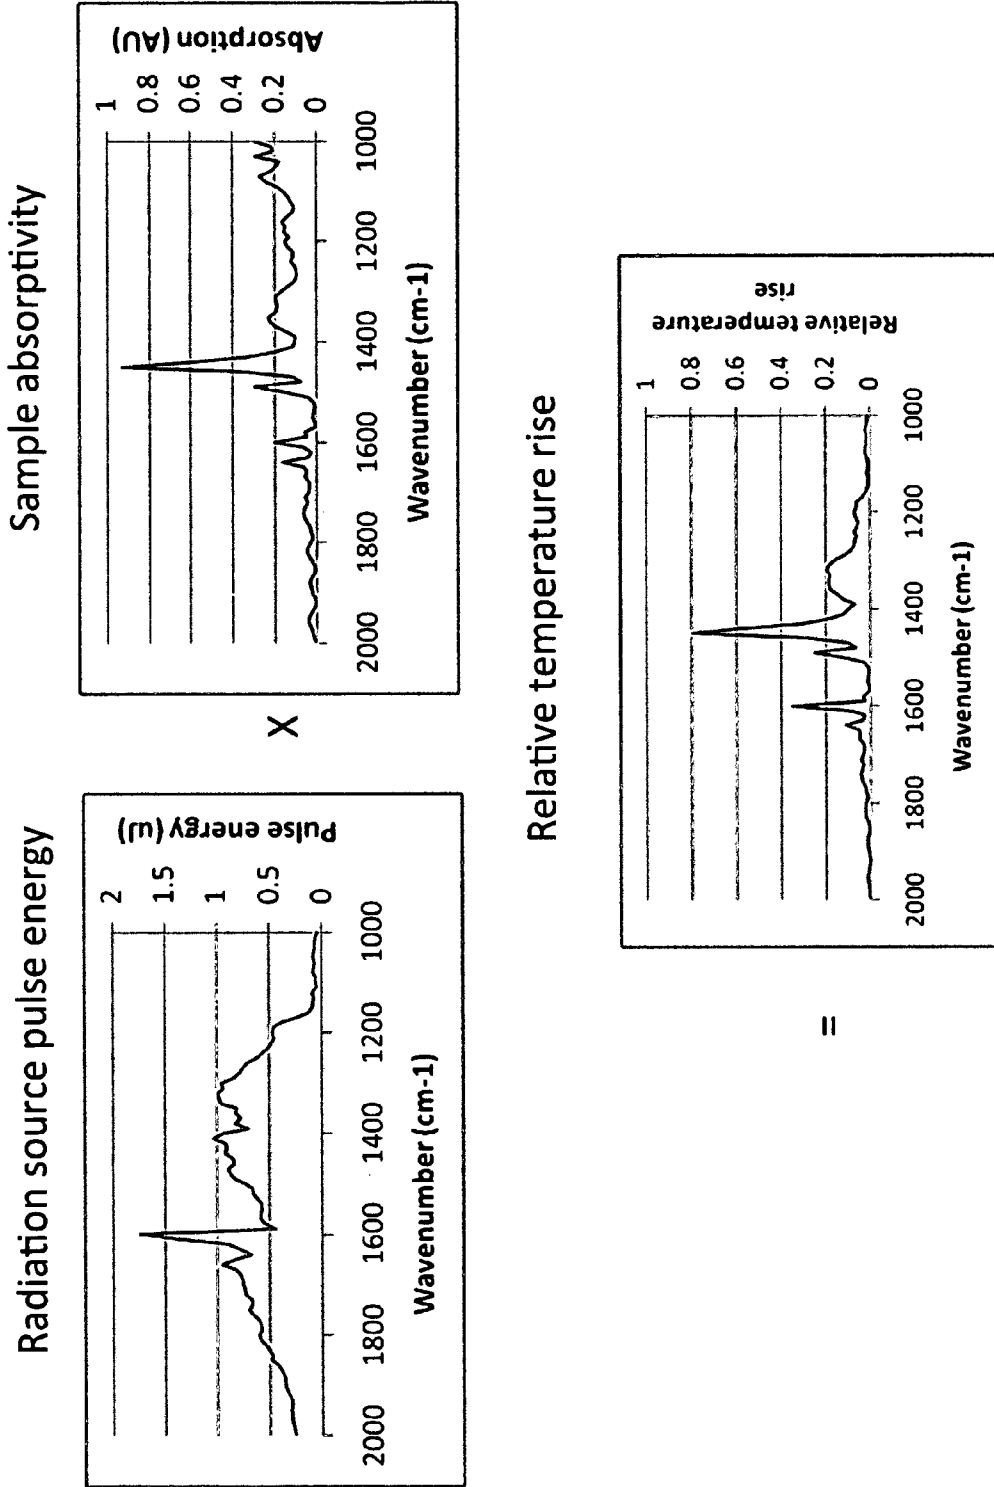 Radiation source pulse energy
2
1.5
1
0.5
0
Pulse energy (uJ)
2000 1800 1600 1400 1200 1000
Wavenumber (cm-1)
X
Sample absorptivity
1
0.8
0.6
0.4
0.2
0
Absorption (AU)
2000 1800 1600 1400 1200 1000
Wavenumber (cm-1)
=
Relative temperature rise
1
0.8
0.6
0.4
0.2
0
Relative temperature
rise
2000 1800 1600 1400 1200 1000
Wavenumber (cm-1)